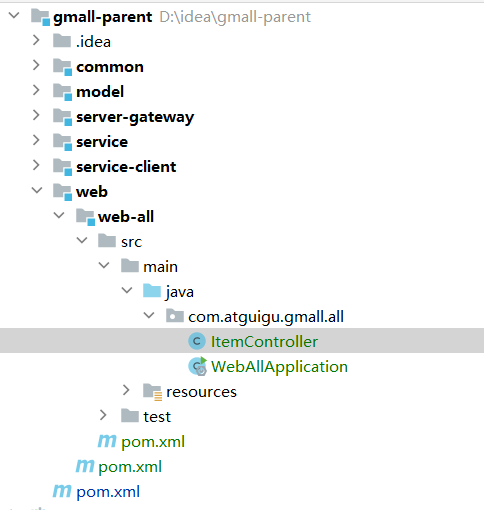 gmall-parent D:\idea\gmall-parent
.idea
common
model
server-gateway
service
service-client
web
web-all
src
main
java
com.atguigu.gmall.all
ItemController
WebAllApplication
resources
test
pom.xml
pom.xml
pom.xml